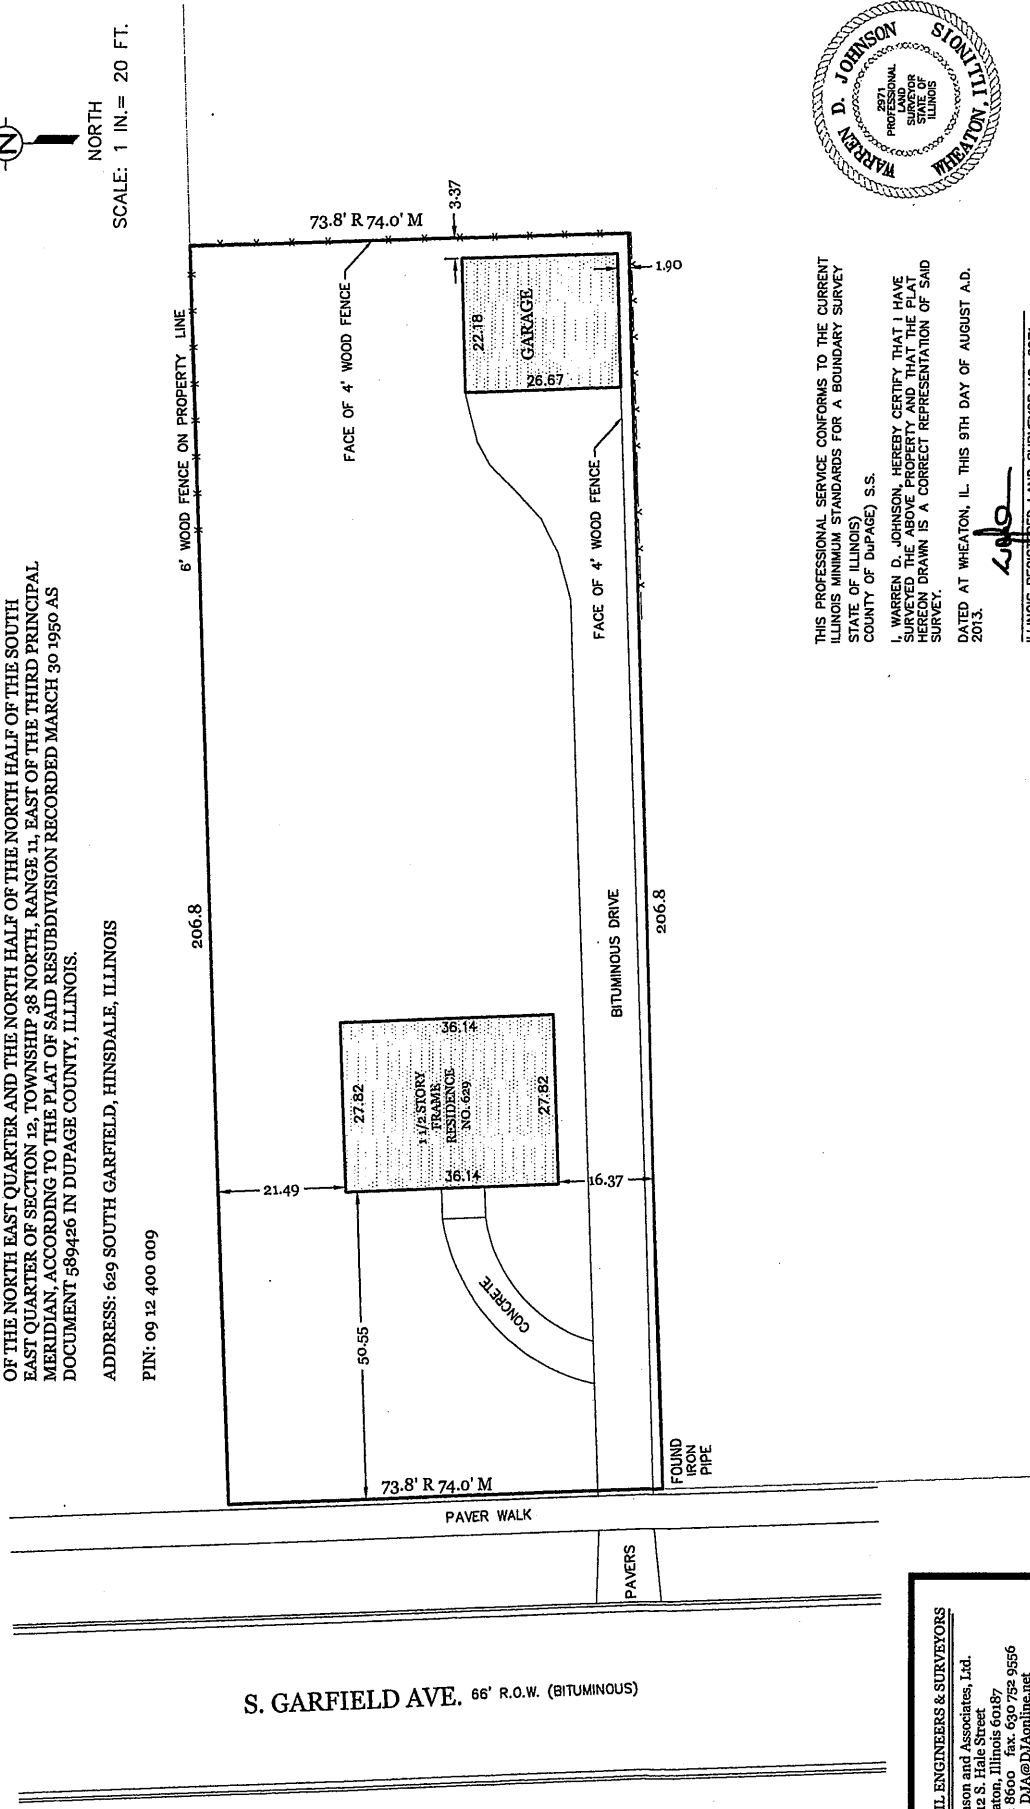 OF THE NORTH EAST QUARTER AND THE NORTH HALF OF THE NORTH HALF OF THE SOUTH
EAST QUARTER OF SECTION 12, TOWNSHIP 38 NORTH, RANGE 11, EAST OF THE THIRD PRINCIPAL
MERIDIAN, ACCORDING TO THE PLAT OF SAID RESUBDIVISION RECORDED MARCH 30 1950 AS
DOCUMENT 589426 IN DUPAGE COUNTY, ILLINOIS.
ADDRESS: 629 SOUTH GARFIELD, HINSDALE, ILLINOIS
PIN: 09 12 400 009
N
NORTH
SCALE: 1 IN.= 20 FT.
6' WOOD FENCE ON PROPERTY LINE
206.8
73.8' R 74.0' M
FACE OF 4' WOOD FENCE
3.37
22.18
GARAGE
26.67
1.90
FACE OF 4' WOOD FENCE
BITUMINOUS DRIVE
206.8
36.14
27.82
1 1/2 STORY
FRAME
RESIDENCE
NO. 629
27.82
36.14
21.49
16.37
50.55
CONCRETE
73.8' R 74.0' M
FOUND
IRON
PIPE
PAVER WALK
PAVERS
S. GARFIELD AVE. 66' R.O.W. (BITUMINOUS)
WARREN D. JOHNSON
2971
PROFESSIONAL
LAND
SURVEYOR
STATE OF
ILLINOIS
WHEATON, ILLINOIS
THIS PROFESSIONAL SERVICE CONFORMS TO THE CURRENT
ILLINOIS MINIMUM STANDARDS FOR A BOUNDARY SURVEY
STATE OF ILLINOIS)
COUNTY OF DuPAGE) S.S.
I, WARREN D. JOHNSON, HEREBY CERTIFY THAT I HAVE
SURVEYED THE ABOVE PROPERTY AND THAT THE PLAT
HEREON DRAWN IS A CORRECT REPRESENTATION OF SAID
SURVEY.
DATED AT WHEATON, IL. THIS 9TH DAY OF AUGUST A.D.
2013.
IL ENGINEERS & SURVEYORS
nson and Associates, Ltd.
12 S. Hale Street
aton, Illinois 60187
8600 fax. 630 752 9556
DJA@DJAonline.net